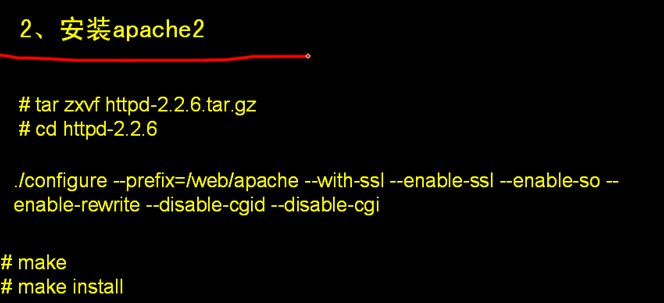 2、安装apache2
# tar zxvf httpd-2.2.6.tar.gz
# cd httpd-2.2.6
./configure --prefix=/web/apache --with-ssl --enable-ssl --enable-so --
enable-rewrite --disable-cgid --disable-cgi
# make
# make install